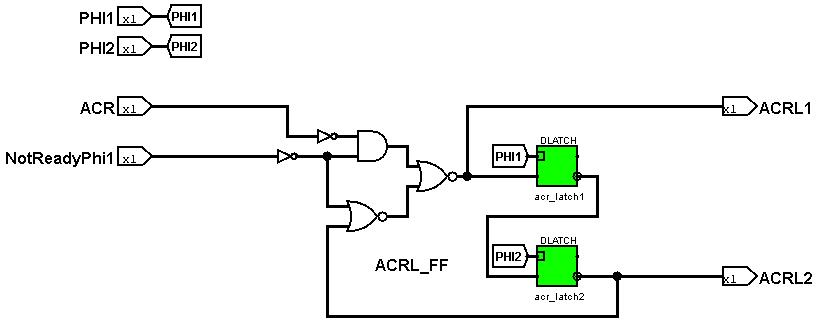 PHI1 x1 PHI1
PHI2 x1 PHI2
ACR x1
x1 ACRL1
NotReadyPhi1 x1
DLATCH
PHI1
acr_latch1
DLATCH
PHI2
ACRL_FF
x1 ACRL2
acr_latch2